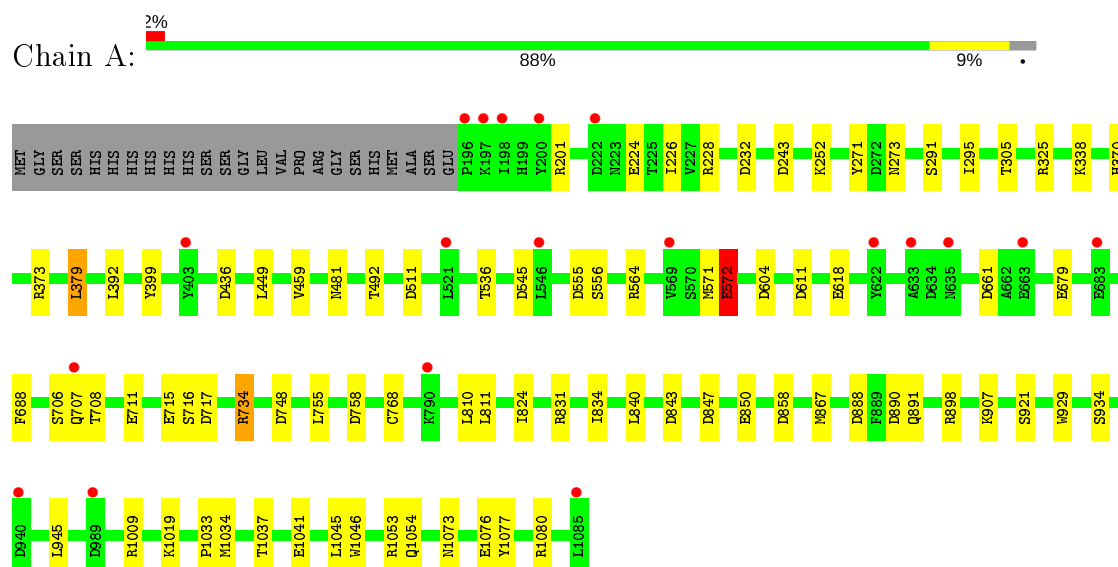 2%
Chain A:
88% 9% •
MET GLY SER SER HIS HIS HIS HIS HIS HIS SER SER GLY LEU VAL PRO ARG GLY SER HIS MET ALA SER GLU P196 K197 I198 H199 Y200 R201 D222 N223 E224 T225 I226 V227 R228 D232 D243 K252 Y271 D272 N273 S291 I295 T305 R325 K338 H370
R373 L379 L392 Y399 Y403 D436 L449 V459 N481 T492 D511 L521 T536 D545 L546 D555 S556 R564 V569 S570 M571 E572 D604 D611 E618 Y622 A633 D634 N635 D661 A662 E663 E679 E683
F688 S706 Q707 T708 E711 E715 S716 D717 R734 D748 L755 D758 C768 K790 L810 L811 I824 R831 I834 L840 D843 D847 E850 D858 M867 D888 F889 D890 Q891 R898 K907 S921 W929 S934
D940 L945 D989 R1009 K1019 P1033 M1034 T1037 E1041 L1045 W1046 R1053 Q1054 N1073 E1076 Y1077 R1080 L1085